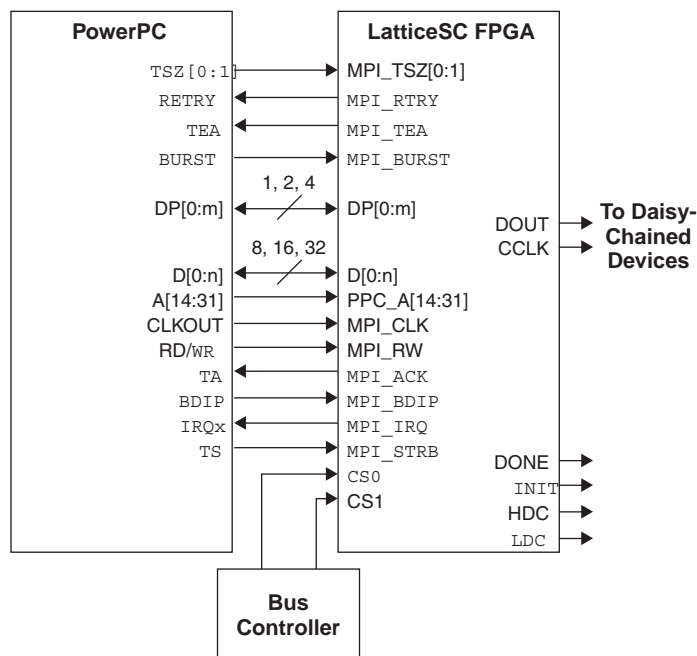 PowerPC LatticeSC FPGA
TSZ[0:1] MPI_TSZ[0:1]
RETRY MPI_RTRY
TEA MPI_TEA
BURST MPI_BURST
1, 2, 4
DP[0:m] DP[0:m]
DOUT To Daisy-
CCLK Chained
Devices
8, 16, 32
D[0:n] D[0:n]
A[14:31] PPC_A[14:31]
CLKOUT MPI_CLK
RD/WR MPI_RW
TA MPI_ACK
BDIP MPI_BDIP
IRQx MPI_IRQ
TS MPI_STRB
DONE
CS0 INIT
CS1 HDC
LDC
Bus
Controller